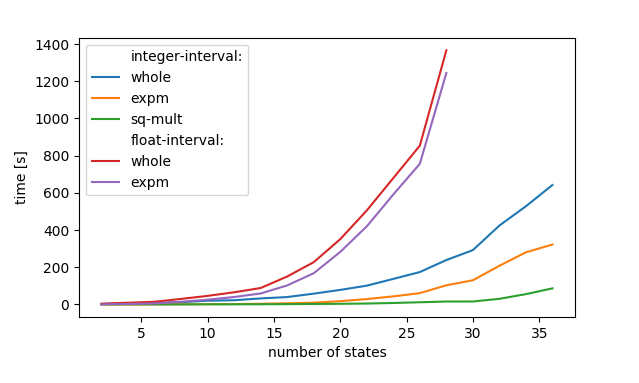 1400
1200
1000
800
600
400
200
0
time [s]
integer-interval:
whole
expm
sq-mult
float-interval:
whole
expm
5 10 15 20 25 30 35
number of states